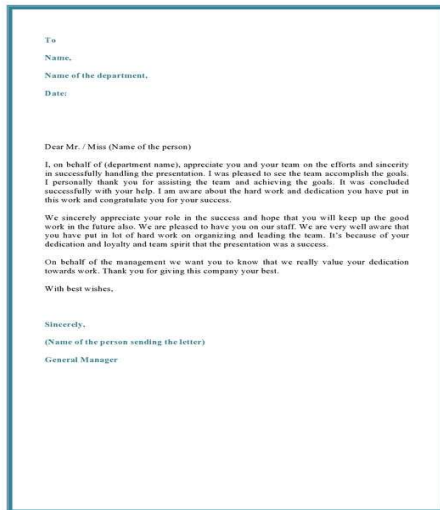 To
Name,
Name of the department,
Date:
Dear Mr. / Miss (Name of the person)
I, on behalf of (department name), appreciate you and your team on the efforts and sincerity
in successfully handling the presentation. I was pleased to see the team accomplish the goals.
I personally thank you for assisting the team and achieving the goals. It was concluded
successfully with your help. I am aware about the hard work and dedication you have put in
this work and congratulate you for your success.
We sincerely appreciate your role in the success and hope that you will keep up the good
work in the future also. We are pleased to have you on our staff. We are very well aware that
you have put in lot of hard work on organizing and leading the team. It's because of your
dedication and loyalty and team spirit that the presentation was a success.
On behalf of the management we want you to know that we really value your dedication
towards work. Thank you for giving this company your best.
With best wishes,
Sincerely,
(Name of the person sending the letter)
General Manager